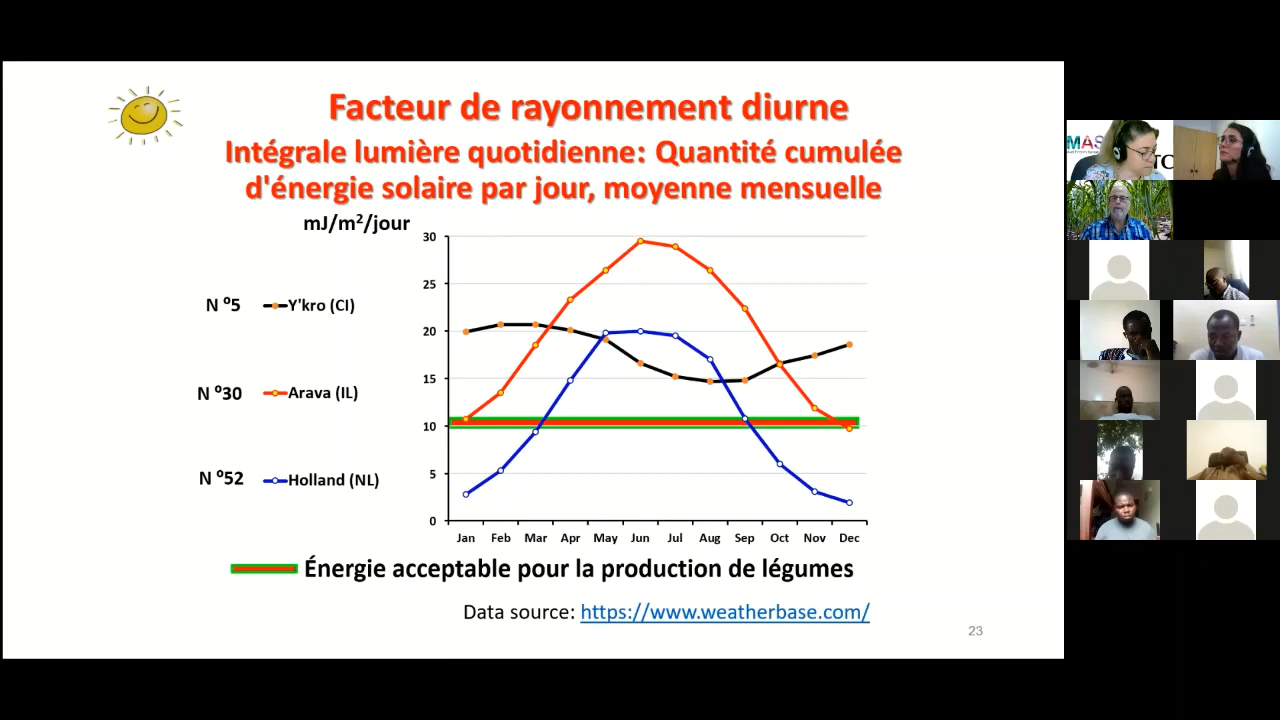 Facteur de rayonnement diurne
Intégrale lumière quotidienne: Quantité cumulée
d'énergie solaire par jour, moyenne mensuelle
mJ/m²/jour
30
25
20
15
10
5
0
N º5 Y'kro (CI)
N º30 Arava (IL)
N º52 Holland (NL)
Jan Feb Mar Apr May Jun Jul Aug Sep Oct Nov Dec
Énergie acceptable pour la production de légumes
Data source: https://www.weatherbase.com/
23
MAS